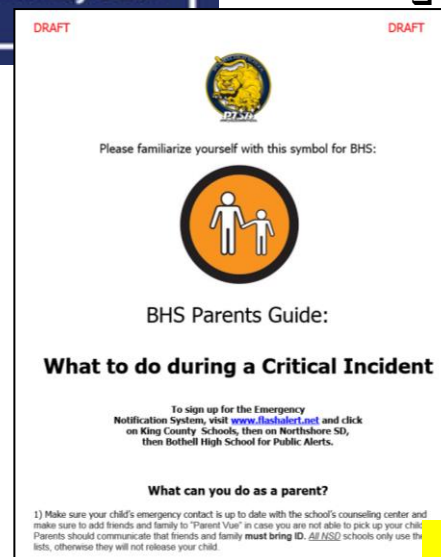 DRAFT DRAFT
PTSA
Please familiarize yourself with this symbol for BHS:
BHS Parents Guide:
What to do during a Critical Incident
To sign up for the Emergency
Notification System, visit www.flashalert.net and click
on King County Schools, then on Northshore SD,
then Bothell High School for Public Alerts.
What can you do as a parent?
1) Make sure your child's emergency contact is up to date with the school's counseling center and
make sure to add friends and family to "Parent Vue" in case you are not able to pick up your
Parents should communicate that friends and family must bring ID. All NSD schools only use
lists, otherwise they will not release your child.